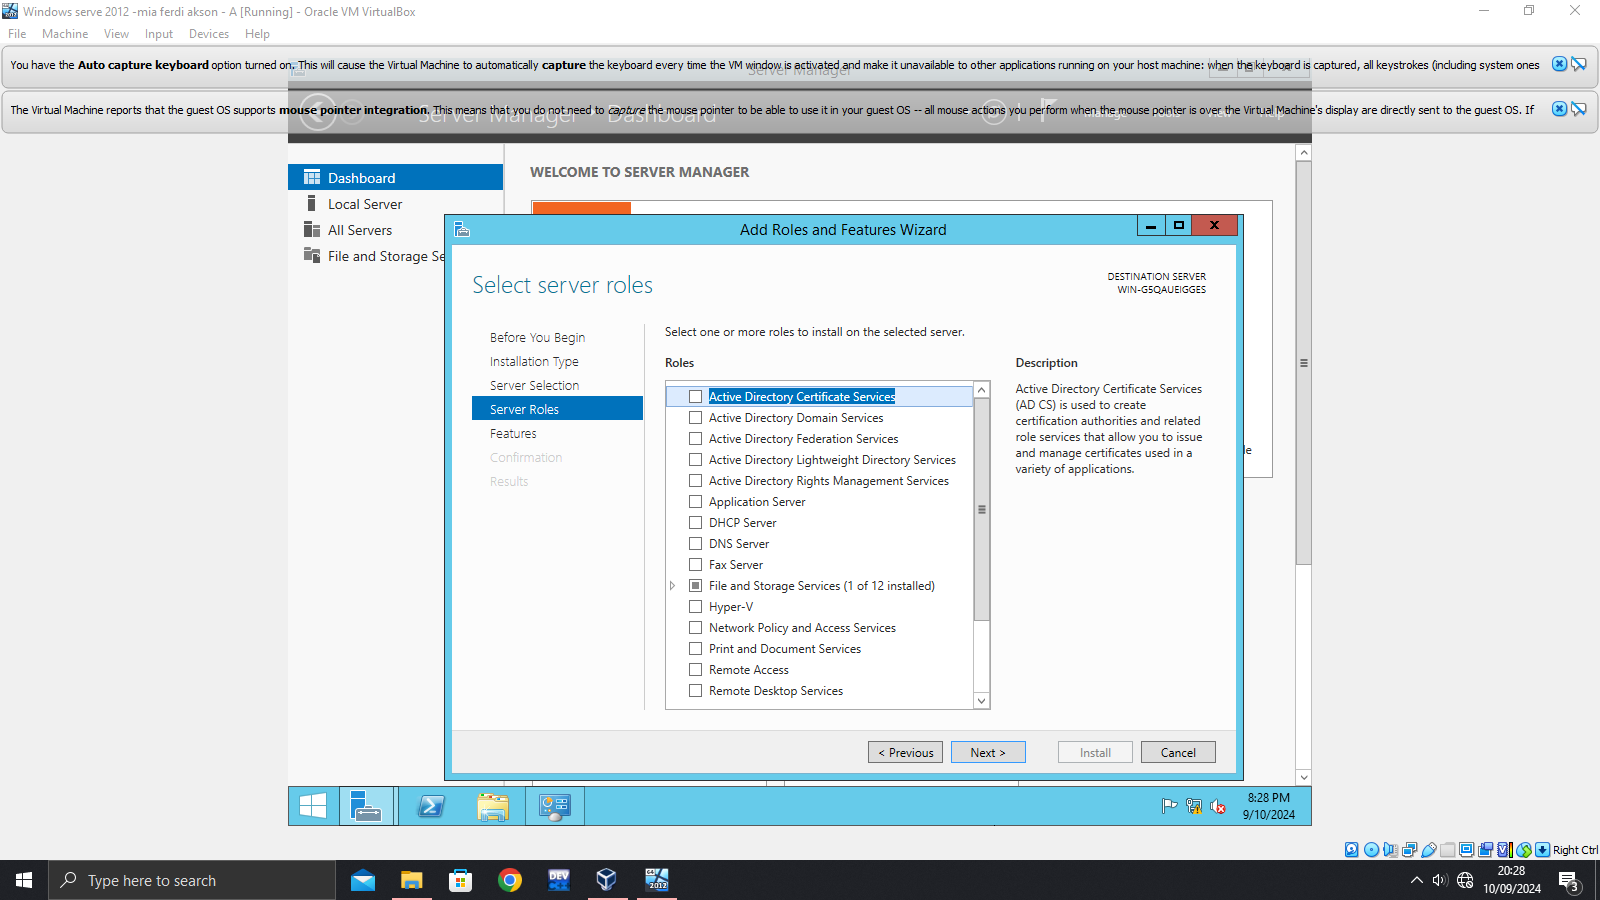 Windows serve 2012 -mia ferdi akson - A [Running] - Oracle VM VirtualBox
File Machine View Input Devices Help
You have the Auto capture keyboard option turned on. This will cause the Virtual Machine to automatically capture the keyboard every time the VM window is activated and make it unavailable to other applications running on your host machine: when the keyboard is captured, all keystrokes (including system ones
Server Manager
The Virtual Machine reports that the guest OS supports mouse pointer integration. This means that you do not need to capture the mouse pointer to be able to use it in your guest OS -- all mouse actions you perform when the mouse pointer is over the Virtual Machine's display are directly sent to the guest OS. If
Server Manager Dashboard
Dashboard
Local Server
All Servers
File and Storage Se
WELCOME TO SERVER MANAGER
Add Roles and Features Wizard
Select server roles
DESTINATION SERVER
WIN-G5QAUEIGGES
Before You Begin
Installation Type
Server Selection
Server Roles
Features
Confirmation
Results
Select one or more roles to install on the selected server.
Roles
Active Directory Certificate Services
Active Directory Domain Services
Active Directory Federation Services
Active Directory Lightweight Directory Services
Active Directory Rights Management Services
Application Server
DHCP Server
DNS Server
Fax Server
File and Storage Services (1 of 12 installed)
Hyper-V
Network Policy and Access Services
Print and Document Services
Remote Access
Remote Desktop Services
Description
Active Directory Certificate Services
(AD CS) is used to create
certification authorities and related
role services that allow you to issue
and manage certificates used in a
variety of applications.
< Previous
Next >
Install
Cancel
8:28 PM
9/10/2024
Right Ctrl
Type here to search
DEV
2012
20:28
10/09/2024
3